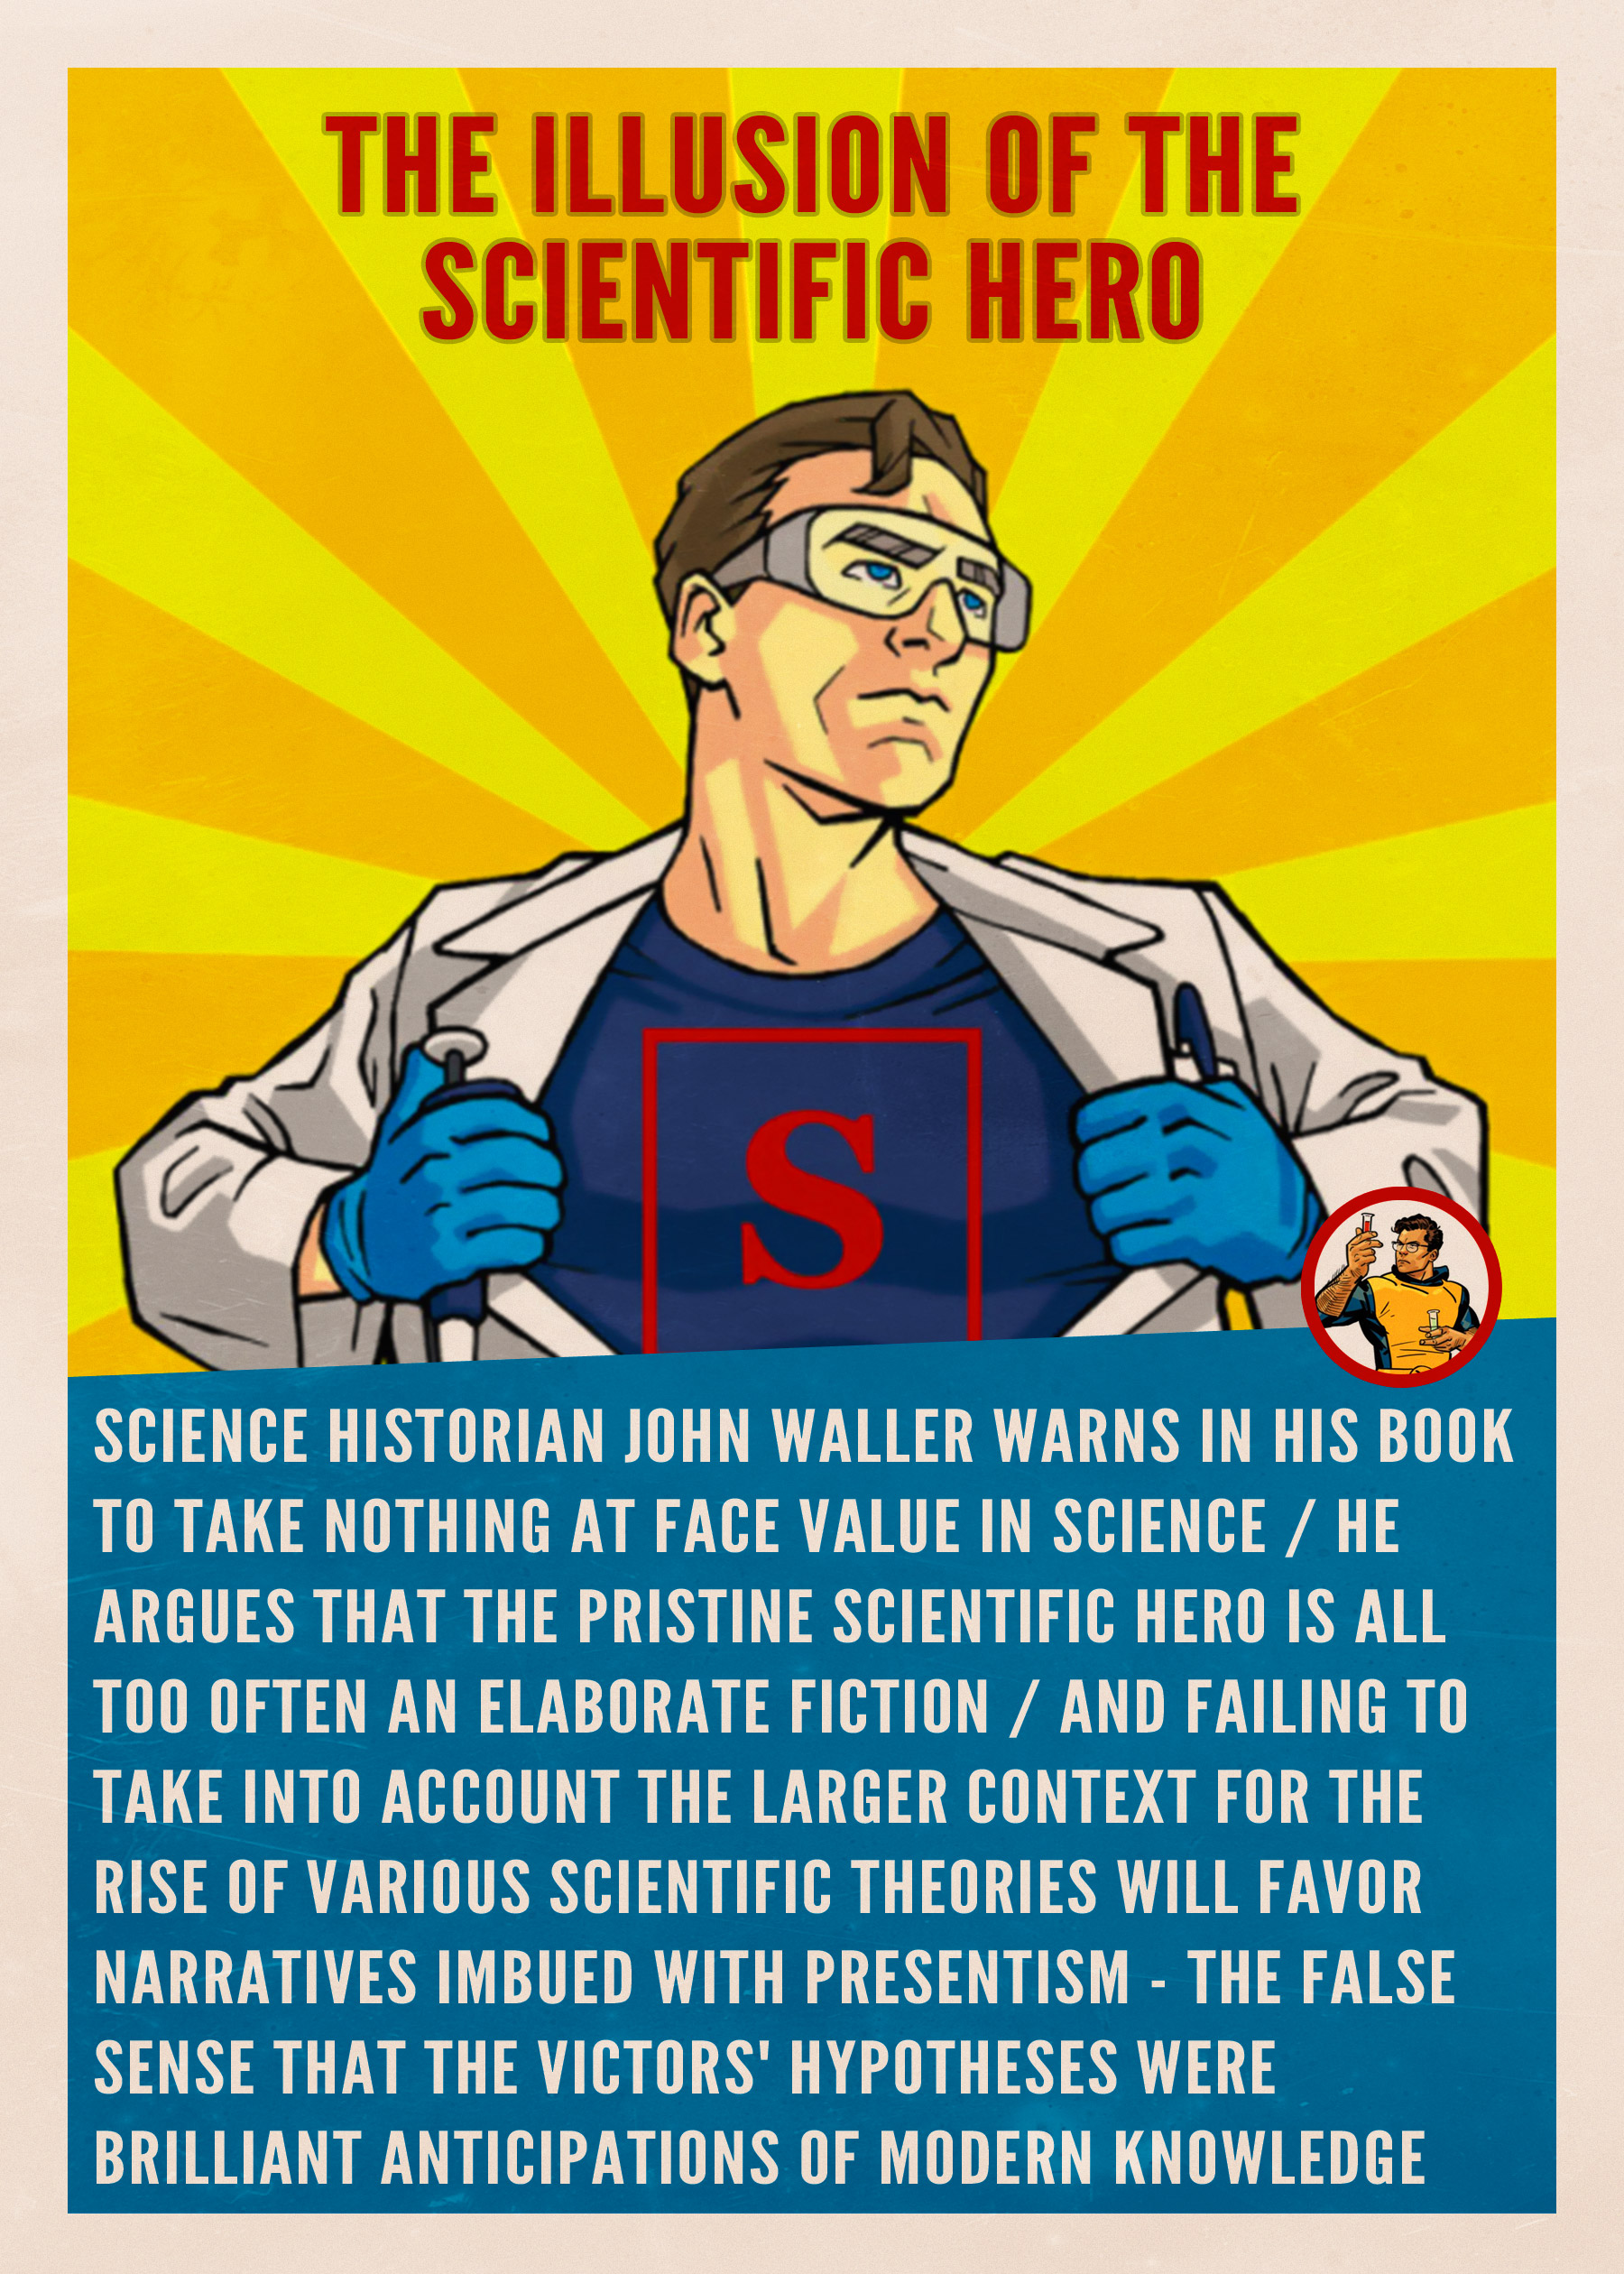 THE ILLUSION OF THE
SCIENTIFIC HERO
S
SCIENCE HISTORIAN JOHN WALLER WARNS IN HIS BOOK
TO TAKE NOTHING AT FACE VALUE IN SCIENCE / HE
ARGUES THAT THE PRISTINE SCIENTIFIC HERO IS ALL
TOO OFTEN AN ELABORATE FICTION / AND FAILING TO
TAKE INTO ACCOUNT THE LARGER CONTEXT FOR THE
RISE OF VARIOUS SCIENTIFIC THEORIES WILL FAVOR
NARRATIVES IMBUED WITH PRESENTISM - THE FALSE
SENSE THAT THE VICTORS' HYPOTHESES WERE
BRILLIANT ANTICIPATIONS OF MODERN KNOWLEDGE